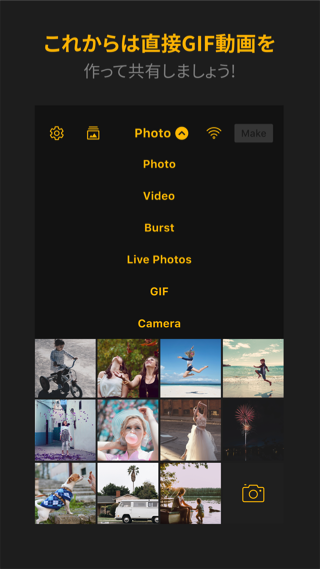 これからは直接GIF動画を
作って共有しましょう!
Photo
Make
Photo
Video
Burst
Live Photos
GIF
Camera